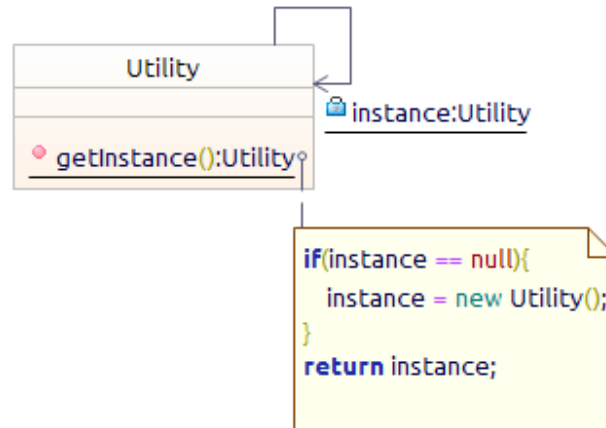 Utility
instance:Utility
getInstance():Utility
if(instance == null){
instance = new Utility();
}
return instance;